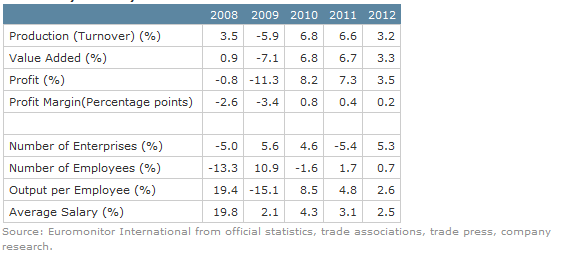 2008 2009 2010 2011 2012
Production (Turnover) (%) 3.5 -5.9 6.8 6.6 3.2
Value Added (%) 0.9 -7.1 6.8 6.7 3.3
Profit (%) -0.8 -11.3 8.2 7.3 3.5
Profit Margin(Percentage points) -2.6 -3.4 0.8 0.4 0.2
Number of Enterprises (%) -5.0 5.6 4.6 -5.4 5.3
Number of Employees (%) -13.3 10.9 -1.6 1.7 0.7
Output per Employee (%) 19.4 -15.1 8.5 4.8 2.6
Average Salary (%) 19.8 2.1 4.3 3.1 2.5
Source: Euromonitor International from official statistics, trade associations, trade press, company
research.